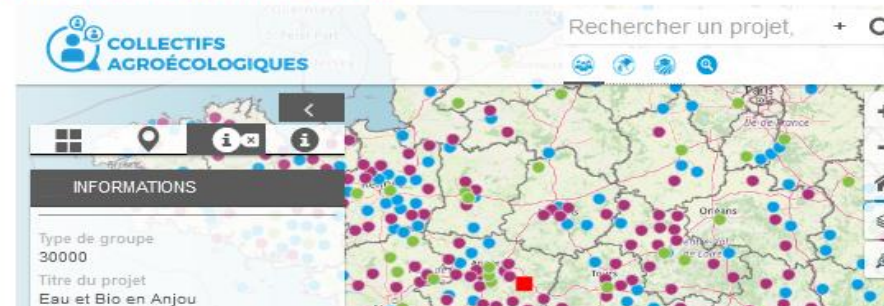 Rechercher un projet,
COLLECTIFS
AGROÉCOLOGIQUES
Paris
INFORMATIONS
Type de groupe
30000
Titre du projet
Eau et Bio en Anjou
Orléans
Tours